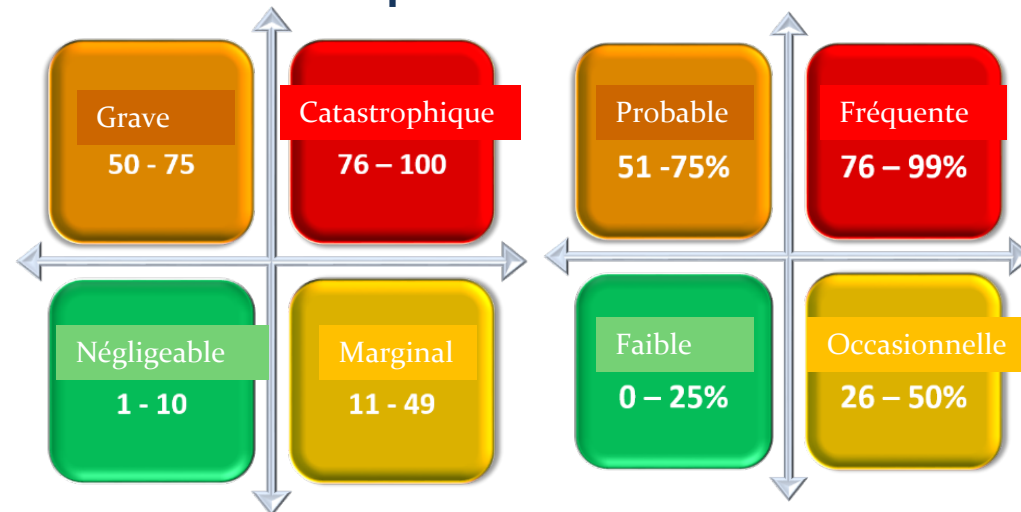 Grave
50 - 75
Catastrophique
76 – 100
Négligeable
1 - 10
Marginal
11 - 49
Probable
51 -75%
Fréquente
76 – 99%
Faible
0 – 25%
Occasionnelle
26 – 50%